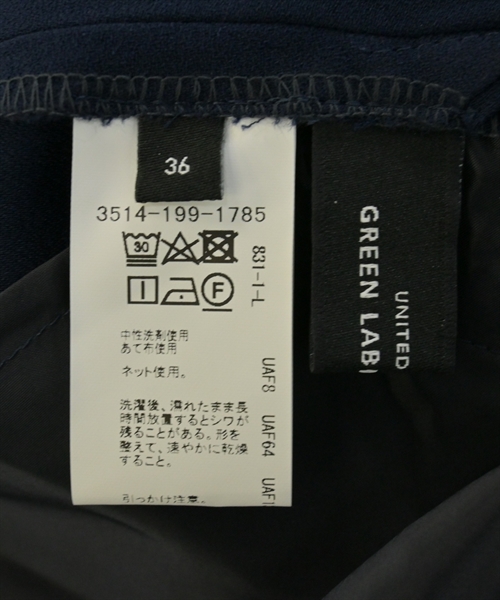 36
3514-199-1785
30
F
831-1-L
中性洗剤使用
あて布使用
ネット使用。
洗濯後、濡れたまま長
時間放置するとシワが
残ることがある。形を
整えて、速やかに乾燥
すること。
引っかけ注意。
UAF8
UAF64
UAF1
UNITED
GREEN LAB